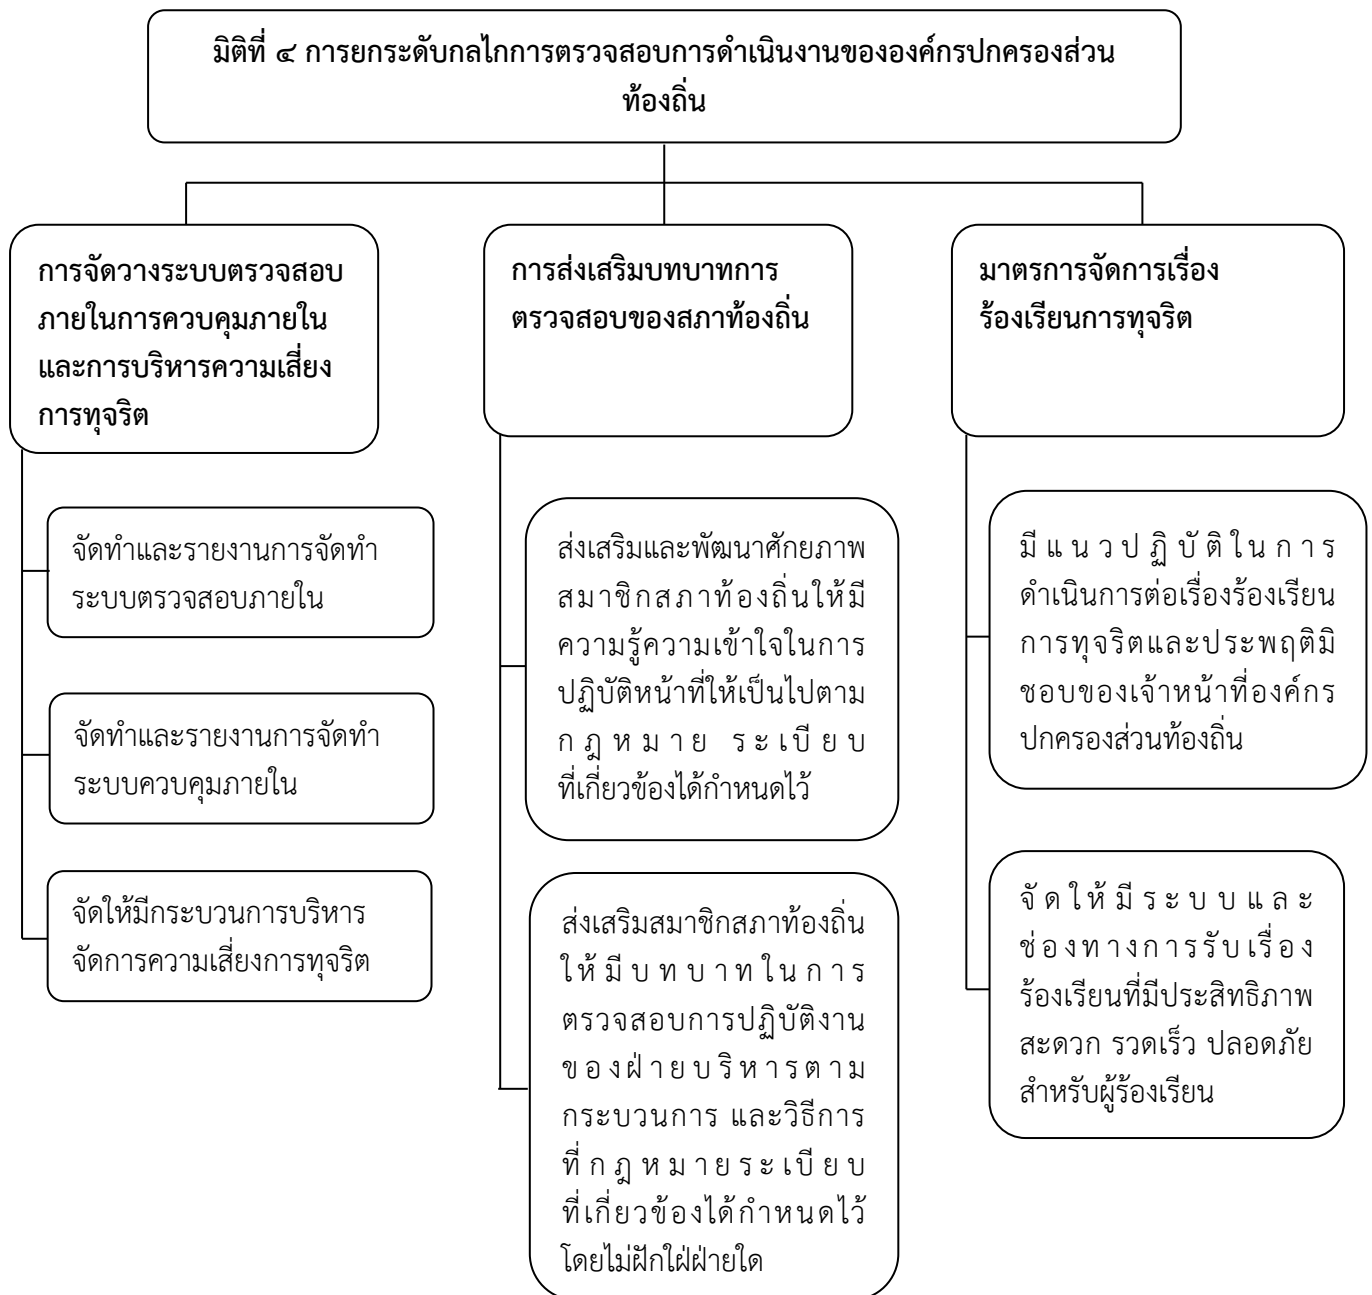 มิติที่ ๔ การยกระดับกลไกการตรวจสอบการดำเนินงานขององค์กรปกครองส่วน
ท้องถิ่น
การจัดวางระบบตรวจสอบ
ภายในการควบคุมภายใน
และการบริหารความเสี่ยง
การทุจริต
จัดทำและรายงานการจัดทำ
ระบบตรวจสอบภายใน
จัดทำและรายงานการจัดทำ
ระบบควบคุมภายใน
จัดให้มีกระบวนการบริหาร
จัดการความเสี่ยงการทุจริต
การส่งเสริมบทบาทการ
ตรวจสอบของสภาท้องถิ่น
ส่งเสริมและพัฒนาศักยภาพ
สมาชิกสภาท้องถิ่นให้มี
ความรู้ความเข้าใจในการ
ปฏิบัติหน้าที่ให้เป็นไปตาม
กฎหมาย ระเบียบ
ที่เกี่ยวข้องได้กำหนดไว้
ส่งเสริมสมาชิกสภาท้องถิ่น
ให้มีบทบาทในการ
ตรวจสอบการปฏิบัติงาน
ของฝ่ายบริหารตาม
กระบวนการ และวิธีการ
ที่กฎหมายระเบียบ
ที่เกี่ยวข้องได้กำหนดไว้
โดยไม่ฝักใฝ่ฝ่ายใด
มาตรการจัดการเรื่อง
ร้องเรียนการทุจริต
มีแนวปฏิบัติในการ
ดำเนินการต่อเรื่องร้องเรียน
การทุจริตและประพฤติมิ
ชอบของเจ้าหน้าที่องค์กร
ปกครองส่วนท้องถิ่น
จัดให้มีระบบและ
ช่องทางการรับเรื่อง
ร้องเรียนที่มีประสิทธิภาพ
สะดวก รวดเร็ว ปลอดภัย
สำหรับผู้ร้องเรียน